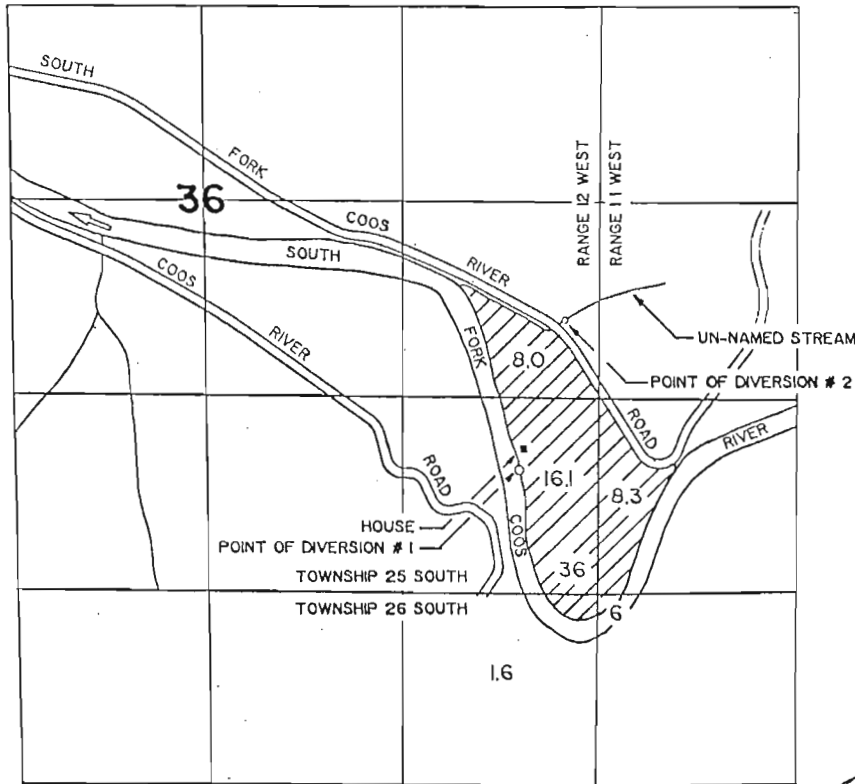 SOUTH
FORK
COOS
RIVER
36
SOUTH
COOS
RIVER
ROAD
FORK
COOS
RANGE 12 WEST
RANGE 11 WEST
UN-NAMED STREAM
POINT OF DIVERSION # 2
8.0
ROAD
RIVER
16.1
8.3
HOUSE
POINT OF DIVERSION # 1
36
TOWNSHIP 25 SOUTH
TOWNSHIP 26 SOUTH
6
1.6